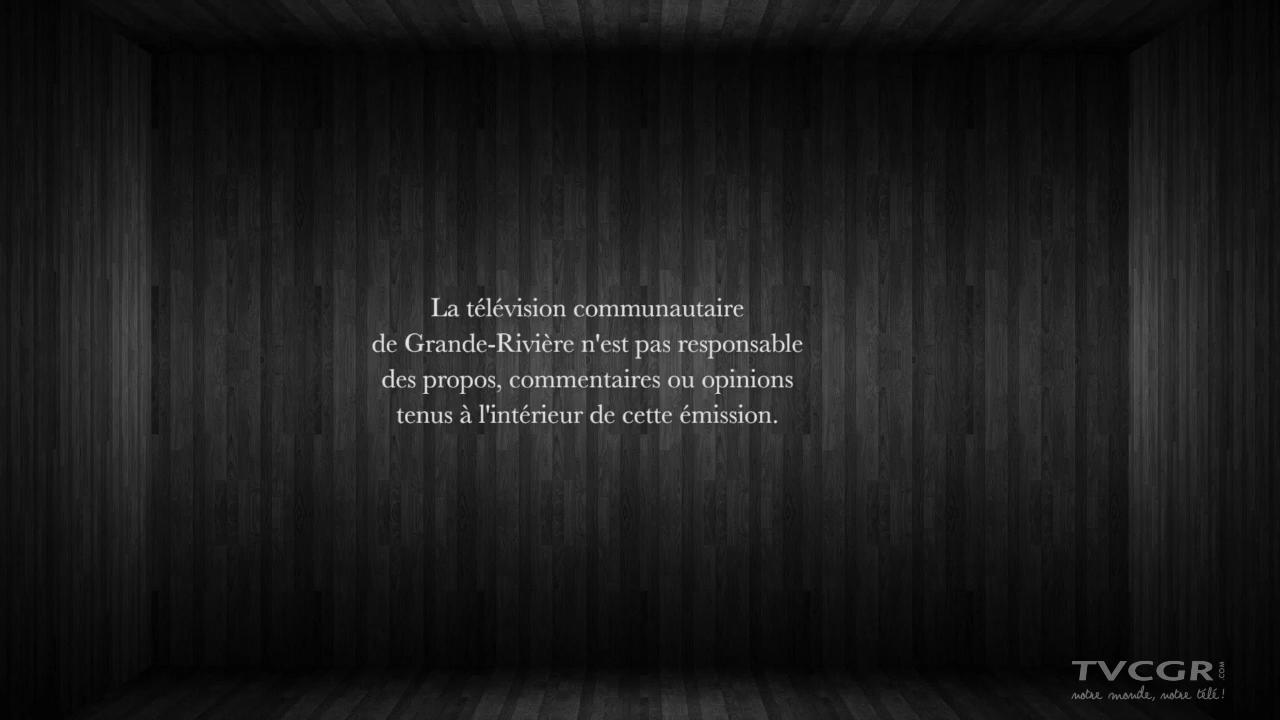 La télévision communautaire
de Grande-Rivière n'est pas responsable
des propos, commentaires ou opinions
tenus à l'intérieur de cette émission.
TVCGR.COM
notre monde, notre télé!